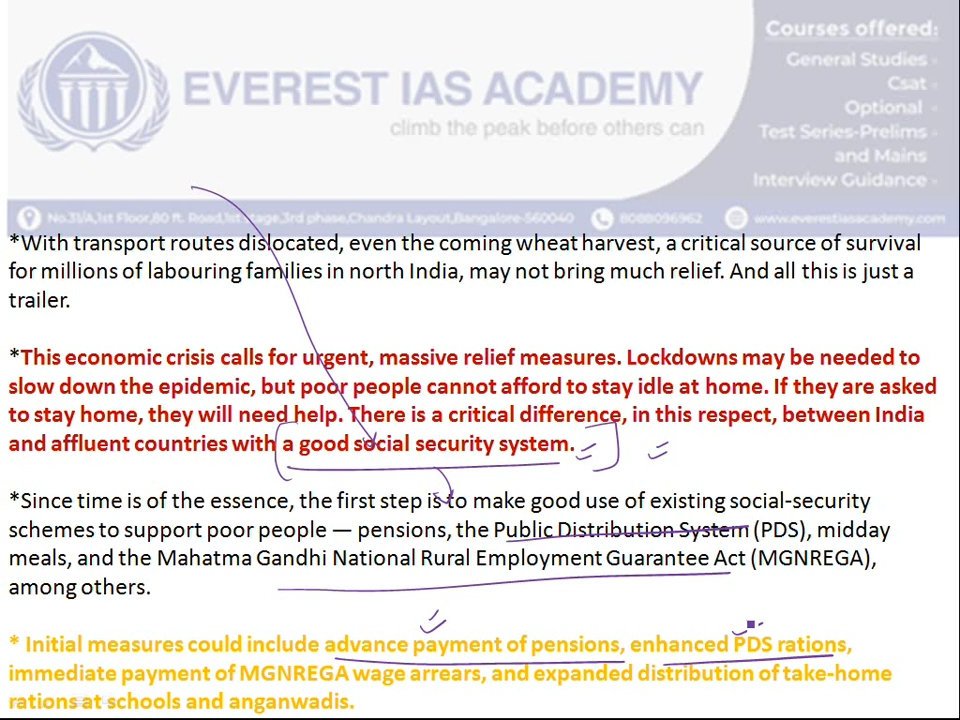 Courses offered:
General Studies -
Csat -
Optional -
Test Series-Prelims -
and Mains
Interview Guidance -
EVEREST IAS ACADEMY
climb the peak before others can
No.31/A,1st Floor,80 ft. Road,1st Stage,3rd phase,Chandra Layout,Bangalore-560040 8088096962 www.everestiasacademy.com
*With transport routes dislocated, even the coming wheat harvest, a critical source of survival
for millions of labouring families in north India, may not bring much relief. And all this is just a
trailer.
*This economic crisis calls for urgent, massive relief measures. Lockdowns may be needed to
slow down the epidemic, but poor people cannot afford to stay idle at home. If they are asked
to stay home, they will need help. There is a critical difference, in this respect, between India
and affluent countries with a good social security system.
*Since time is of the essence, the first step is to make good use of existing social-security
schemes to support poor people — pensions, the Public Distribution System (PDS), midday
meals, and the Mahatma Gandhi National Rural Employment Guarantee Act (MGNREGA),
among others.
* Initial measures could include advance payment of pensions, enhanced PDS rations,
immediate payment of MGNREGA wage arrears, and expanded distribution of take-home
rations at schools and anganwadis.